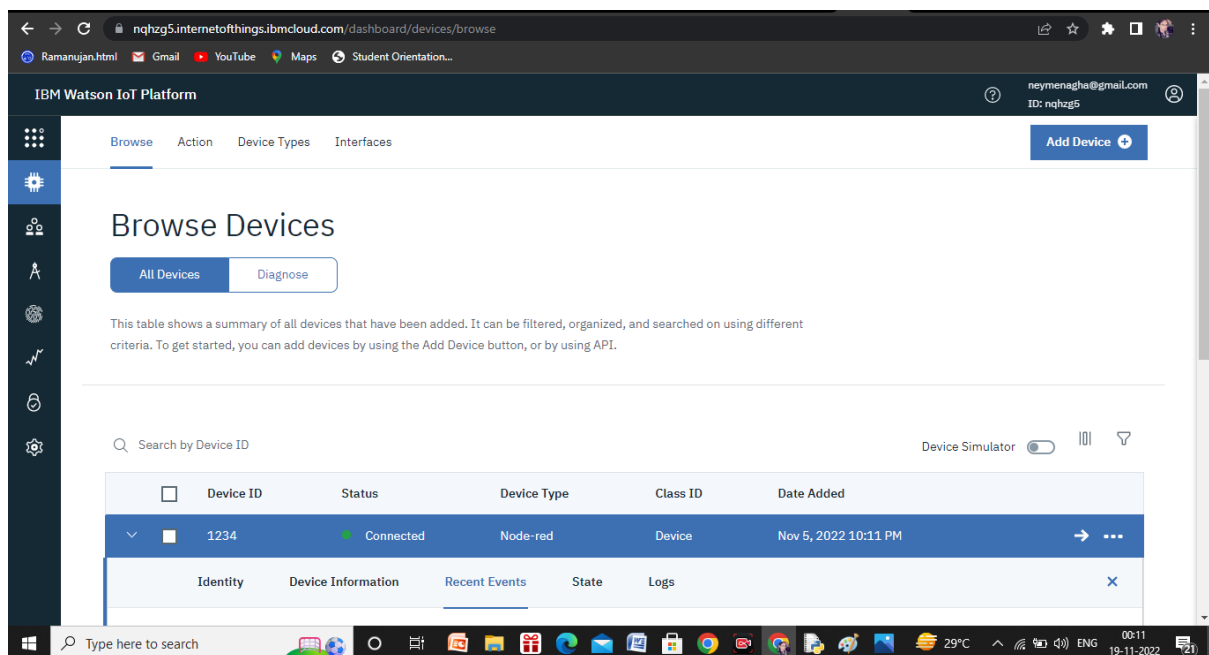 nqhzg5.internetofthings.ibmcloud.com/dashboard/devices/browse
Ramanujan.html Gmail YouTube Maps Student Orientation...
IBM Watson IoT Platform
neymenagha@gmail.com
ID: nqhzg5
Browse Action Device Types Interfaces Add Device
Browse Devices
All Devices Diagnose
This table shows a summary of all devices that have been added. It can be filtered, organized, and searched on using different
criteria. To get started, you can add devices by using the Add Device button, or by using API.
Search by Device ID Device Simulator
Device ID Status Device Type Class ID Date Added
1234 Connected Node-red Device Nov 5, 2022 10:11 PM
Identity Device Information Recent Events State Logs
Type here to search 29°C ENG 00:11
19-11-2022 21